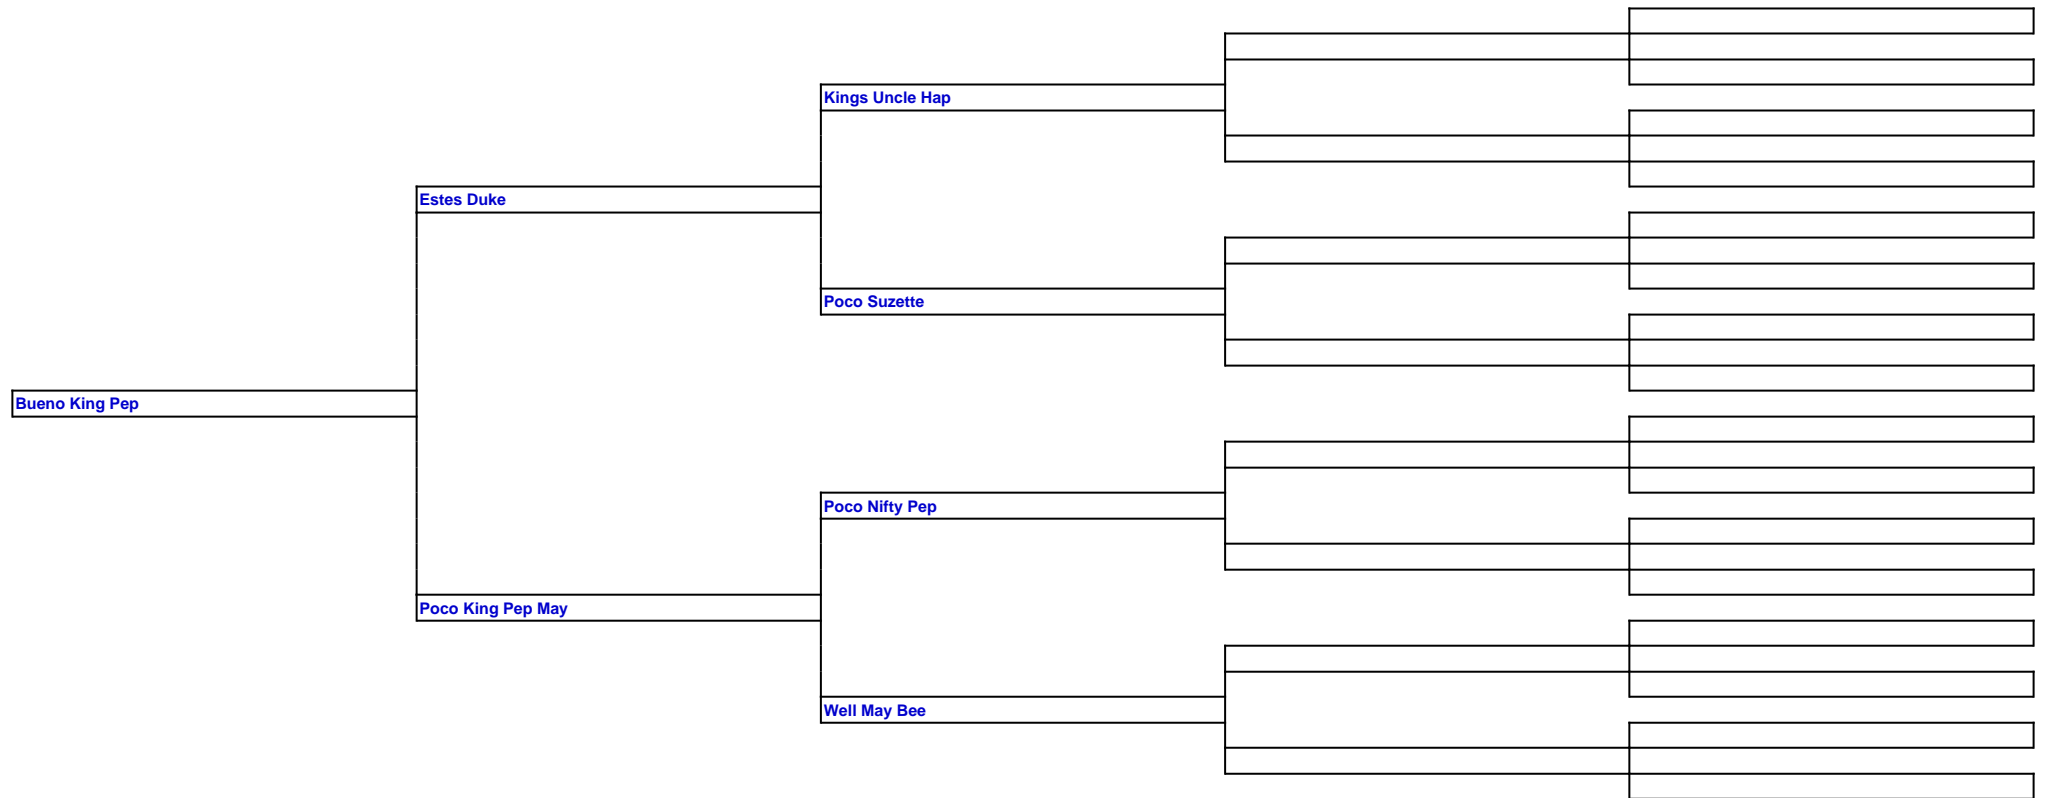 Kings Uncle Hap
Estes Duke
Poco Suzette
Bueno King Pep
Poco Nifty Pep
Poco King Pep May
Well May Bee